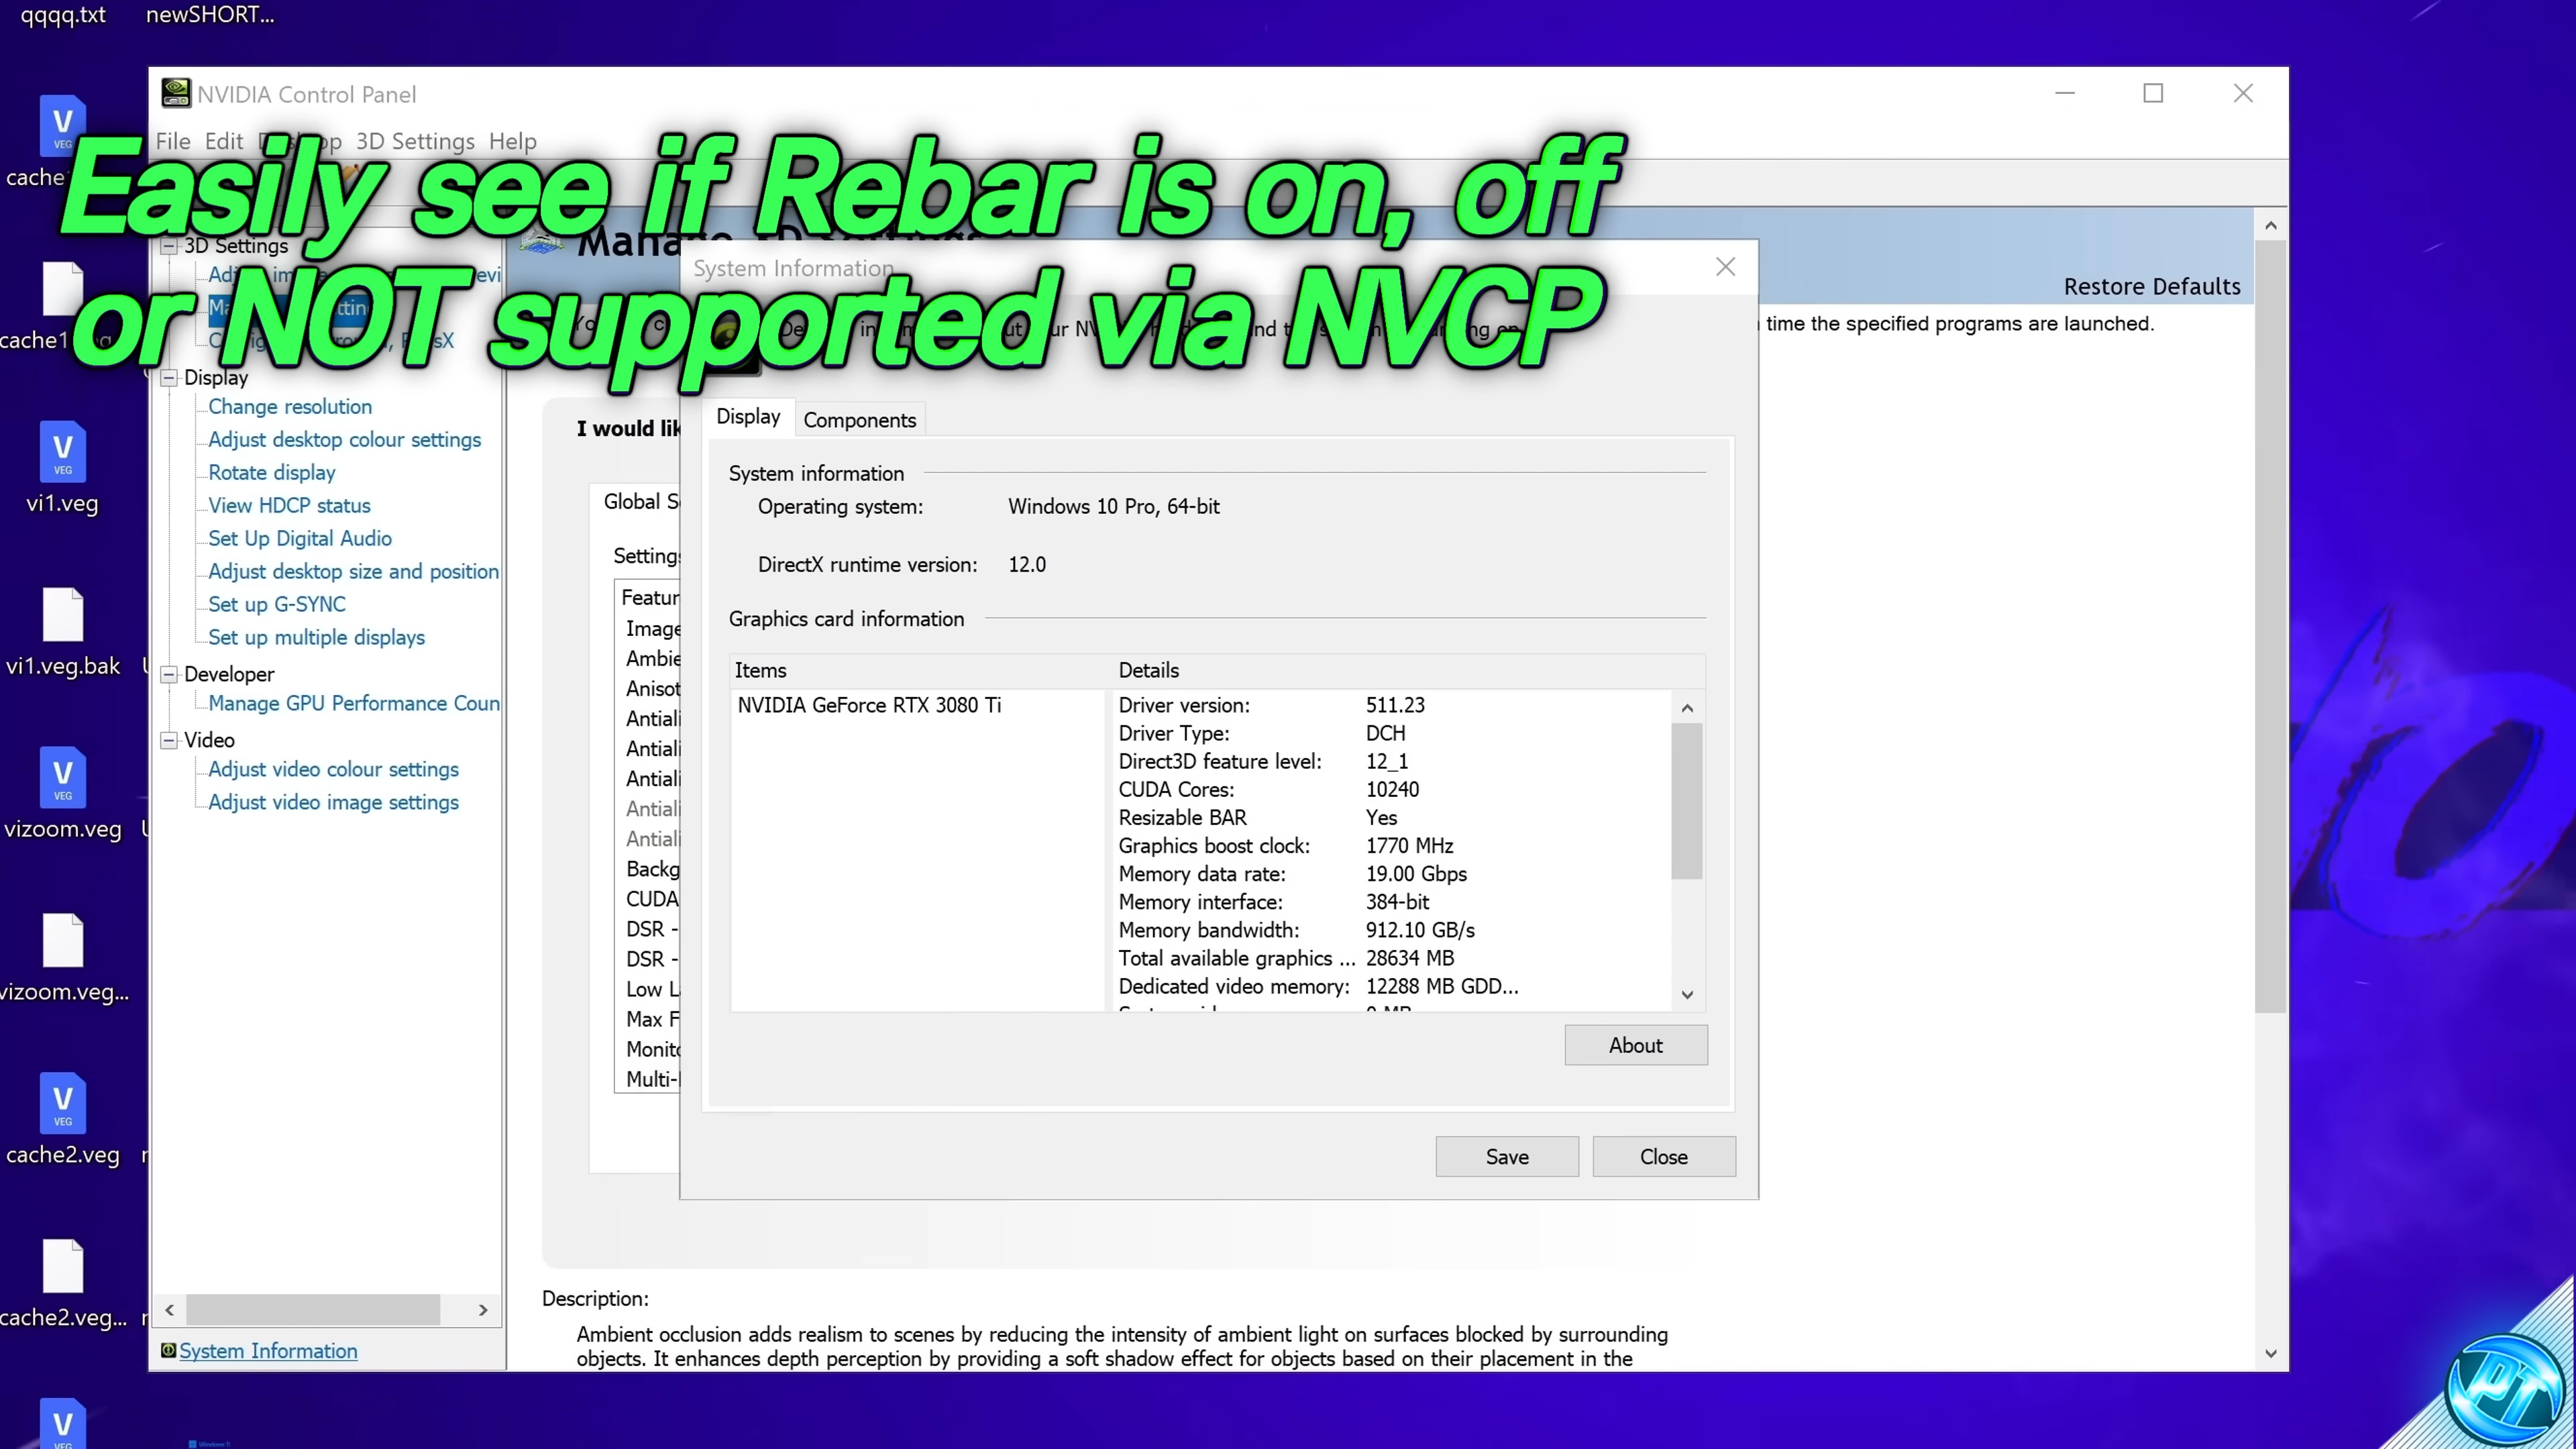 qqqq.txt
newSHORT...
NVIDIA Control Panel
File Edit 3D Settings Help
Easily see if Rebar is on, off
or NOT supported via NVCP
3D Settings
System Information
Restore Defaults
time the specified programs are launched.
cache1
Display
Change resolution
Adjust desktop colour settings
Rotate display
View HDCP status
Set Up Digital Audio
Adjust desktop size and position
Set up G-SYNC
Set up multiple displays
Developer
Manage GPU Performance Coun
Video
Adjust video colour settings
Adjust video image settings
System Information
vi1.veg
vi1.veg.bak
vizoom.veg
vizoom.veg...
cache2.veg
cache2.veg...
I would lik
Global S
Settings
Featur
Image
Ambie
Anisot
Antiali
Antiali
Antiali
Antiali
Antiali
Backg
CUDA
DSR -
DSR -
Low L
Max F
Monito
Multi-
Display Components
System information
Operating system: Windows 10 Pro, 64-bit
DirectX runtime version: 12.0
Graphics card information
Items Details
NVIDIA GeForce RTX 3080 Ti
Driver version: 511.23
Driver Type: DCH
Direct3D feature level: 12_1
CUDA Cores: 10240
Resizable BAR Yes
Graphics boost clock: 1770 MHz
Memory data rate: 19.00 Gbps
Memory interface: 384-bit
Memory bandwidth: 912.10 GB/s
Total available graphics ... 28634 MB
Dedicated video memory: 12288 MB GDD...
About
Save Close
Description:
Ambient occlusion adds realism to scenes by reducing the intensity of ambient light on surfaces blocked by surrounding
objects. It enhances depth perception by providing a soft shadow effect for objects based on their placement in the
PT